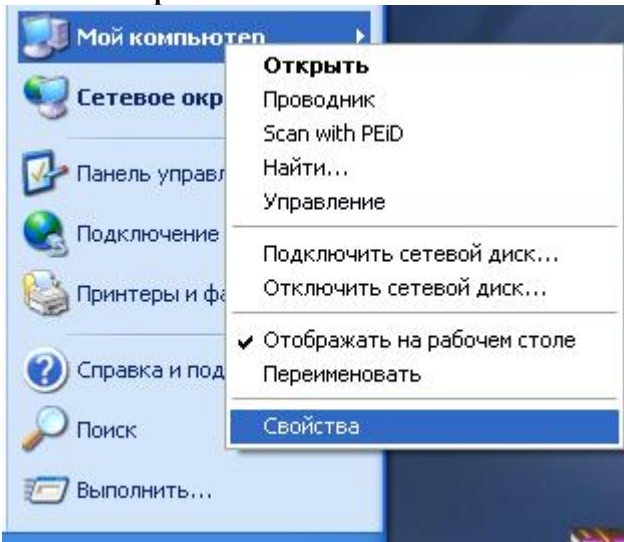 Мой компьютер
Сетевое окр
Панель управл
Подключение
Принтеры и фа
Справка и под
Поиск
Выполнить...
Открыть
Проводник
Scan with PEiD
Найти...
Управление
Подключить сетевой диск...
Отключить сетевой диск...
Отображать на рабочем столе
Переименовать
Свойства